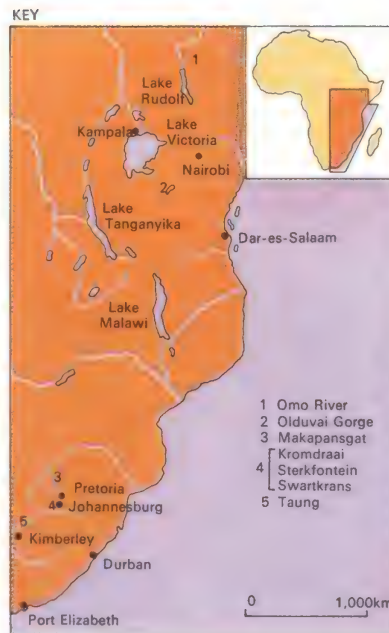 KEY
1
Lake
Rudolf
Kampala
Lake
Victoria
Nairobi
2
Lake
Tanganyika
Dar-es-Salaam
Lake
Malawi
1 Omo River
2 Olduvai Gorge
3 Makapansgat
Kromdraai
4 Sterkfontein
Swartkrans
5 Taung
3
Pretoria
4 Johannesburg
5
Kimberley
Durban
Port Elizabeth
0 1,000km